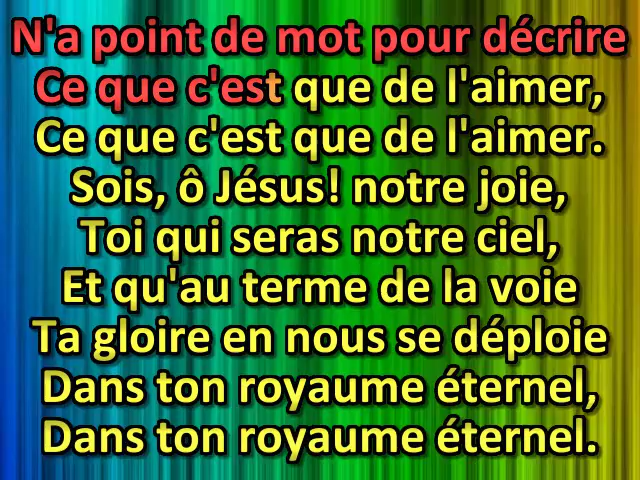 N'a point de mot pour décrire
Ce que c'est que de l'aimer,
Ce que c'est que de l'aimer.
Sois, ô Jésus! notre joie,
Toi qui seras notre ciel,
Et qu'au terme de la voie
Ta gloire en nous se déploie
Dans ton royaume éternel,
Dans ton royaume éternel.